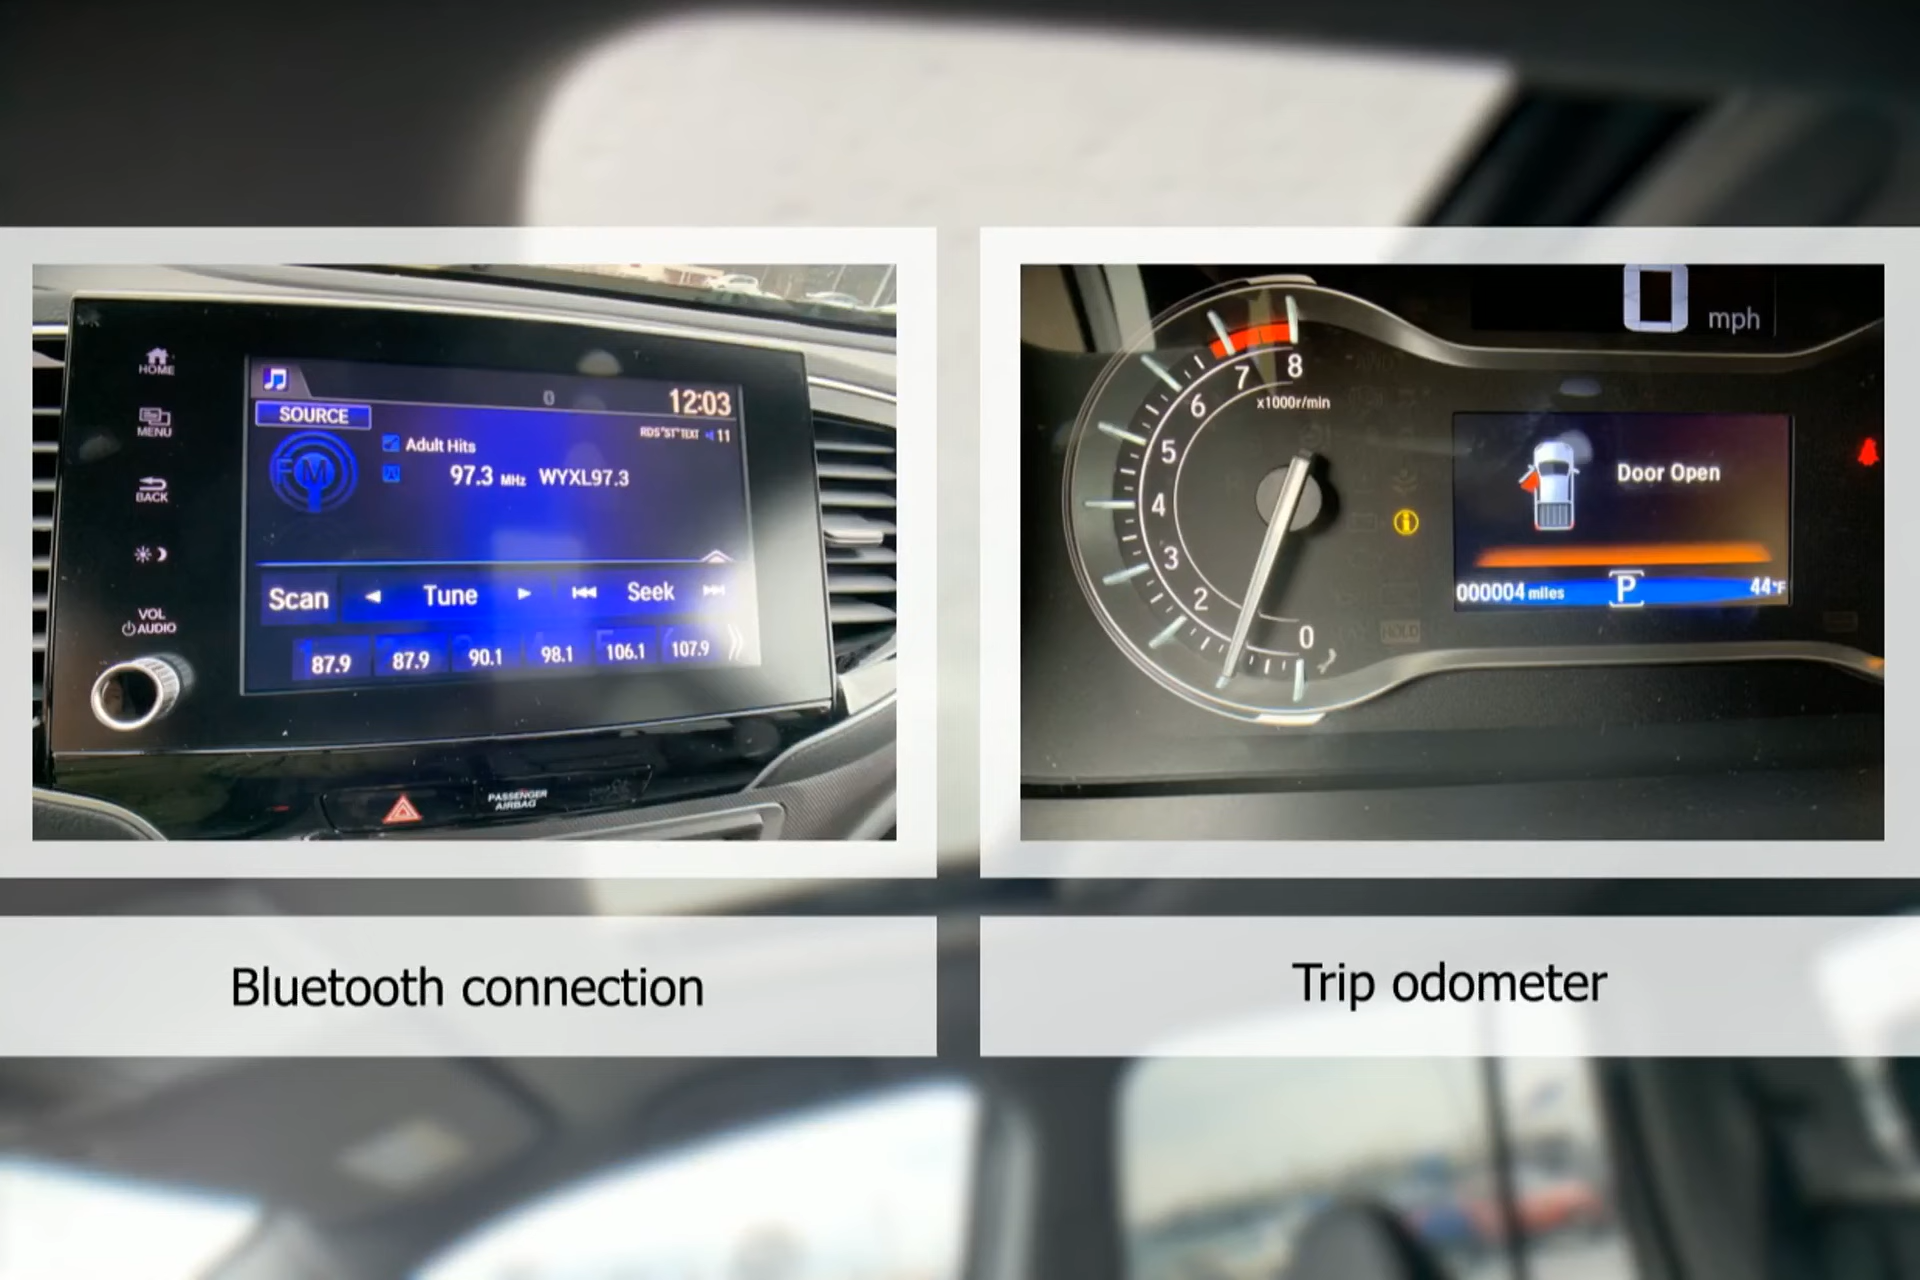 HOME
MENU
BACK
VOL
AUDIO
0
12:03
SOURCE
RDS "ST" TEXT 11
Adult Hits
FM
97.3 MHz WYXL97.3
Scan Tune Seek
87.9 87.9 90.1 98.1 106.1 107.9
PASSENGER
AIRBAG
0 mph
8
7
6
x1000r/min
5
4
3
2
0
Door Open
000004 miles P 44°F
HOLD
Bluetooth connection
Trip odometer